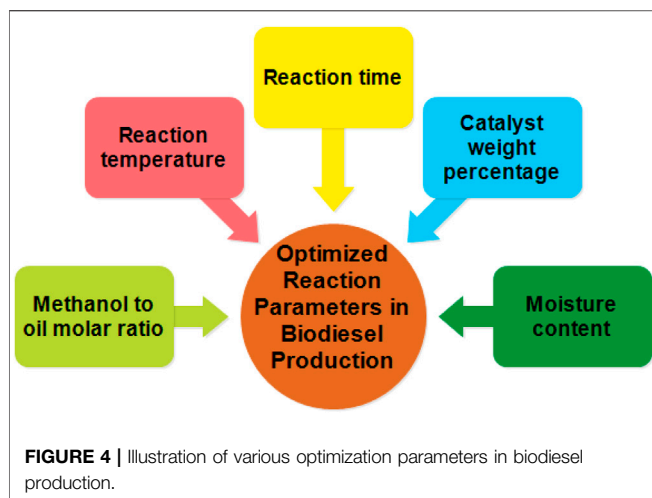 Reaction time
Reaction
temperature
Catalyst
weight
percentage
Methanol to
oil molar ratio
Optimized
Reaction
Parameters in
Biodiesel
Production
Moisture
content
FIGURE 4 | Illustration of various optimization parameters in biodiesel
production.